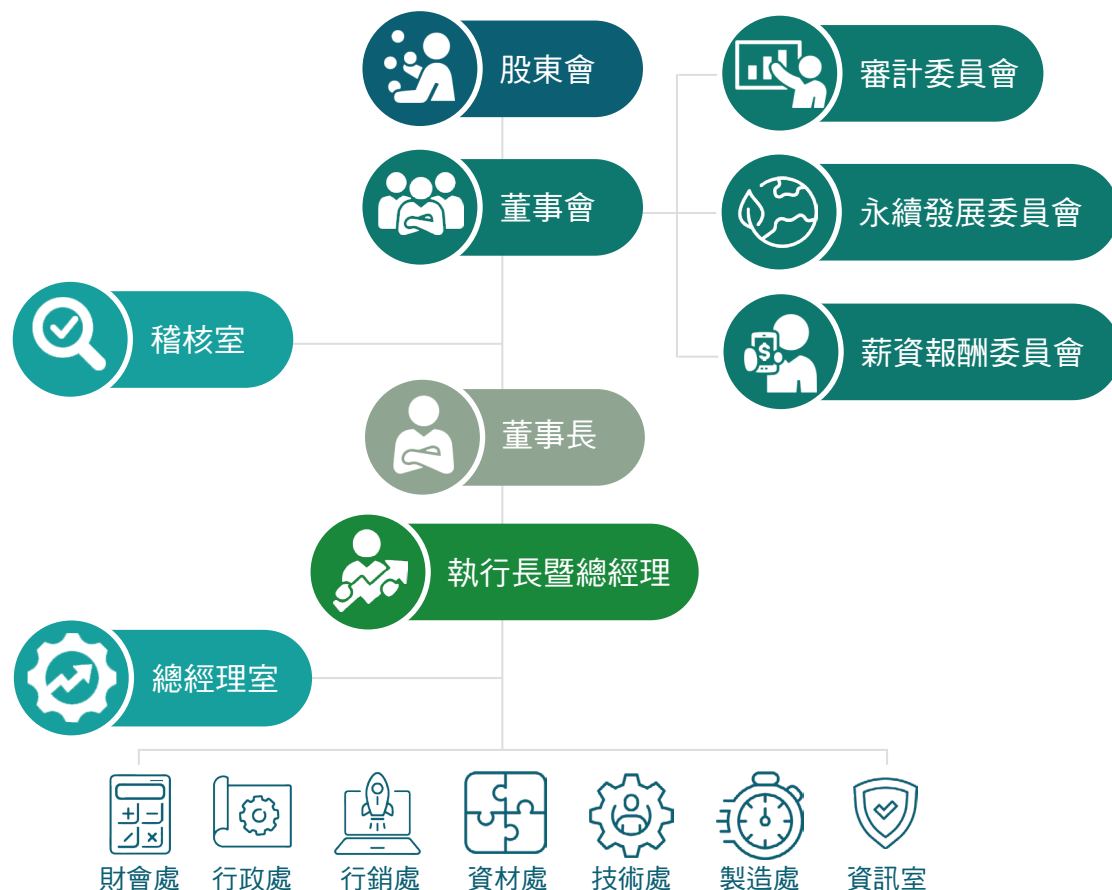 股東會
審計委員會
董事會
永續發展委員會
稽核室
薪資報酬委員會
董事長
執行長暨總經理
總經理室
財會處
行政處
行銷處
資材處
技術處
製造處
資訊室